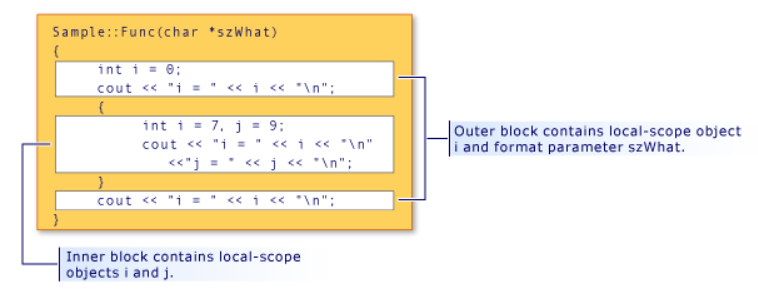 Sample::Func(char *szWhat)
{
int i = 0;
cout << "i = " << i << "\n";
{
int i = 7, j = 9;
cout << "i = " << i << "\n"
<<"j = " << j << "\n";
}
cout << "i = " << i << "\n";
}
Outer block contains local-scope object
i and format parameter szWhat.
Inner block contains local-scope
objects i and j.